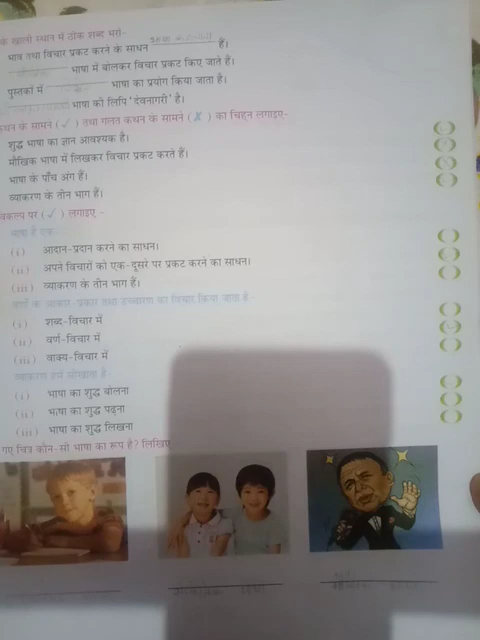 के खाली स्थान में ठीक शब्द भरो-
भाव तथा विचार प्रकट करने के साधन हैं।
भाषा में बोलकर विचार प्रकट किए जाते हैं।
पुस्तकों में भाषा का प्रयोग किया जाता है।
भाषा की लिपि 'देवनागरी' है।
कथन के सामने (✓) तथा गलत कथन के सामने (✗) का चिह्न लगाइए-
शुद्ध भाषा का ज्ञान आवश्यक है।
मौखिक भाषा में लिखकर विचार प्रकट करते हैं।
भाषा के पाँच अंग हैं।
व्याकरण के तीन भाग हैं।
विकल्प पर (✓) लगाइए -
भाषा है एक-
(i) आदान-प्रदान करने का साधन।
(ii) अपने विचारों को एक-दूसरे पर प्रकट करने का साधन।
(iii) व्याकरण के तीन भाग हैं।
वर्णों के आकार-प्रकार तथा उच्चारण का विचार किया जाता है-
(i) शब्द-विचार में
(ii) वर्ण-विचार में
(iii) वाक्य-विचार में
व्याकरण हमें सिखाता है
(i) भाषा का शुद्ध बोलना
(ii) भाषा का शुद्ध पढ़ना
(iii) भाषा का शुद्ध लिखना
गए चित्र कौन-सी भाषा का रूप है? लिखिए